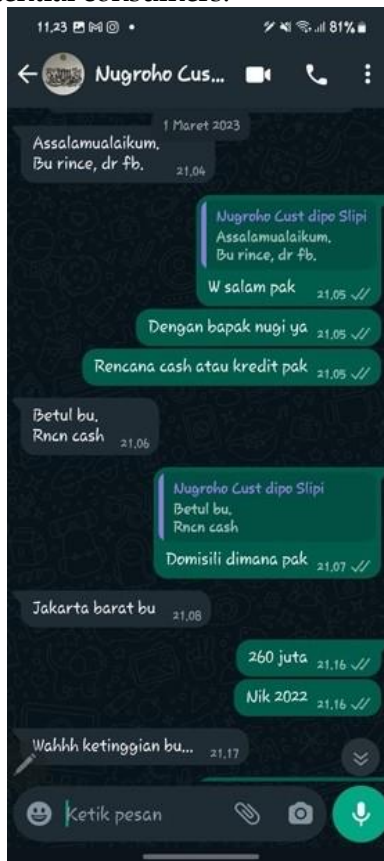 11,23
81%
Nugroho Cus...
1 Maret 2023
Assalamualaikum,
Bu rince, dr fb.
21,04
Nugroho Cust dipo Slipi
Assalamualaikum,
Bu rince, dr fb.
W salam pak 21,05
Dengan bapak nugi ya 21,05
Rencana cash atau kredit pak 21,05
Betul bu,
Rncn cash 21,06
Nugroho Cust dipo Slipi
Betul bu,
Rncn cash
Domisili dimana pak 21,07
Jakarta barat bu 21,08
260 juta 21,16
Nik 2022 21,16
Wahhh ketinggian bu... 21,17
Ketik pesan